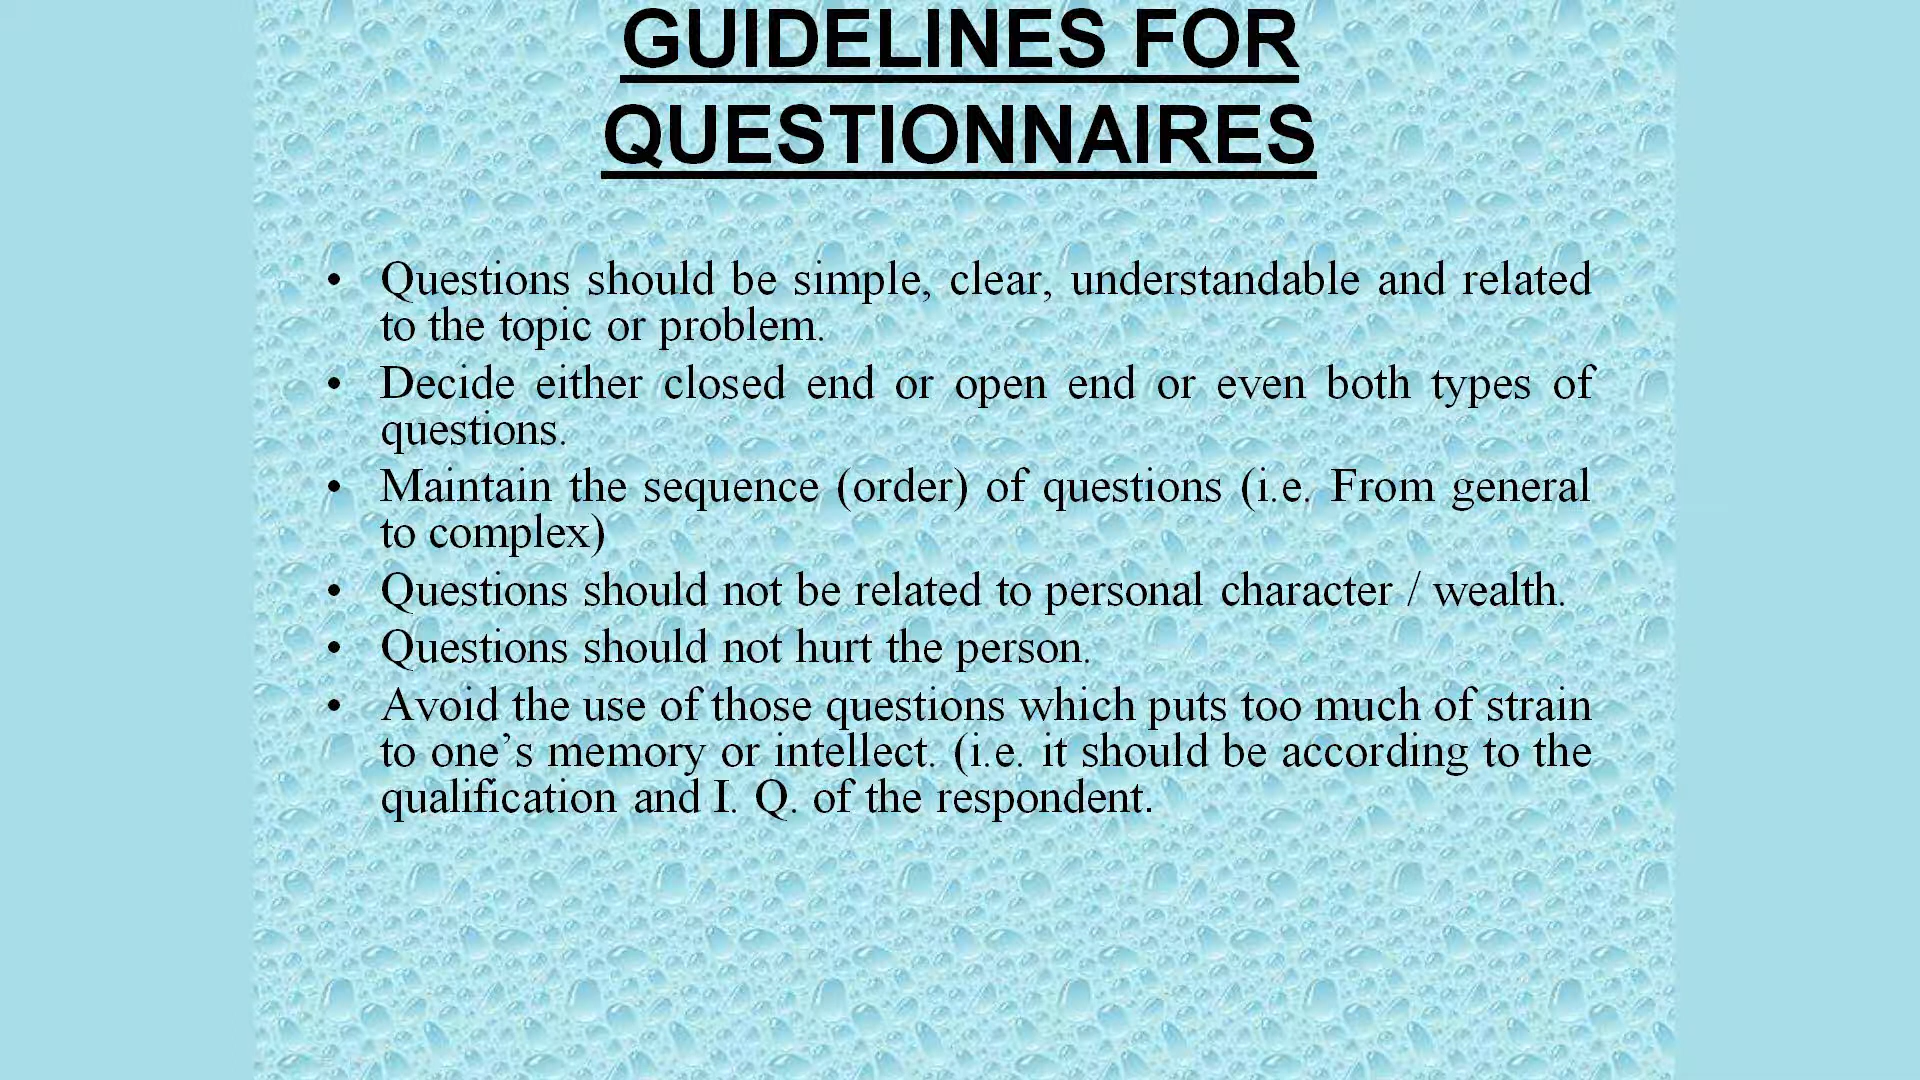 GUIDELINES FOR
QUESTIONNAIRES
• Questions should be simple, clear, understandable and related
to the topic or problem.
• Decide either closed end or open end or even both types of
questions.
• Maintain the sequence (order) of questions (i.e. From general
to complex)
• Questions should not be related to personal character / wealth.
• Questions should not hurt the person.
• Avoid the use of those questions which puts too much of strain
to one’s memory or intellect. (i.e. it should be according to the
qualification and I. Q. of the respondent.